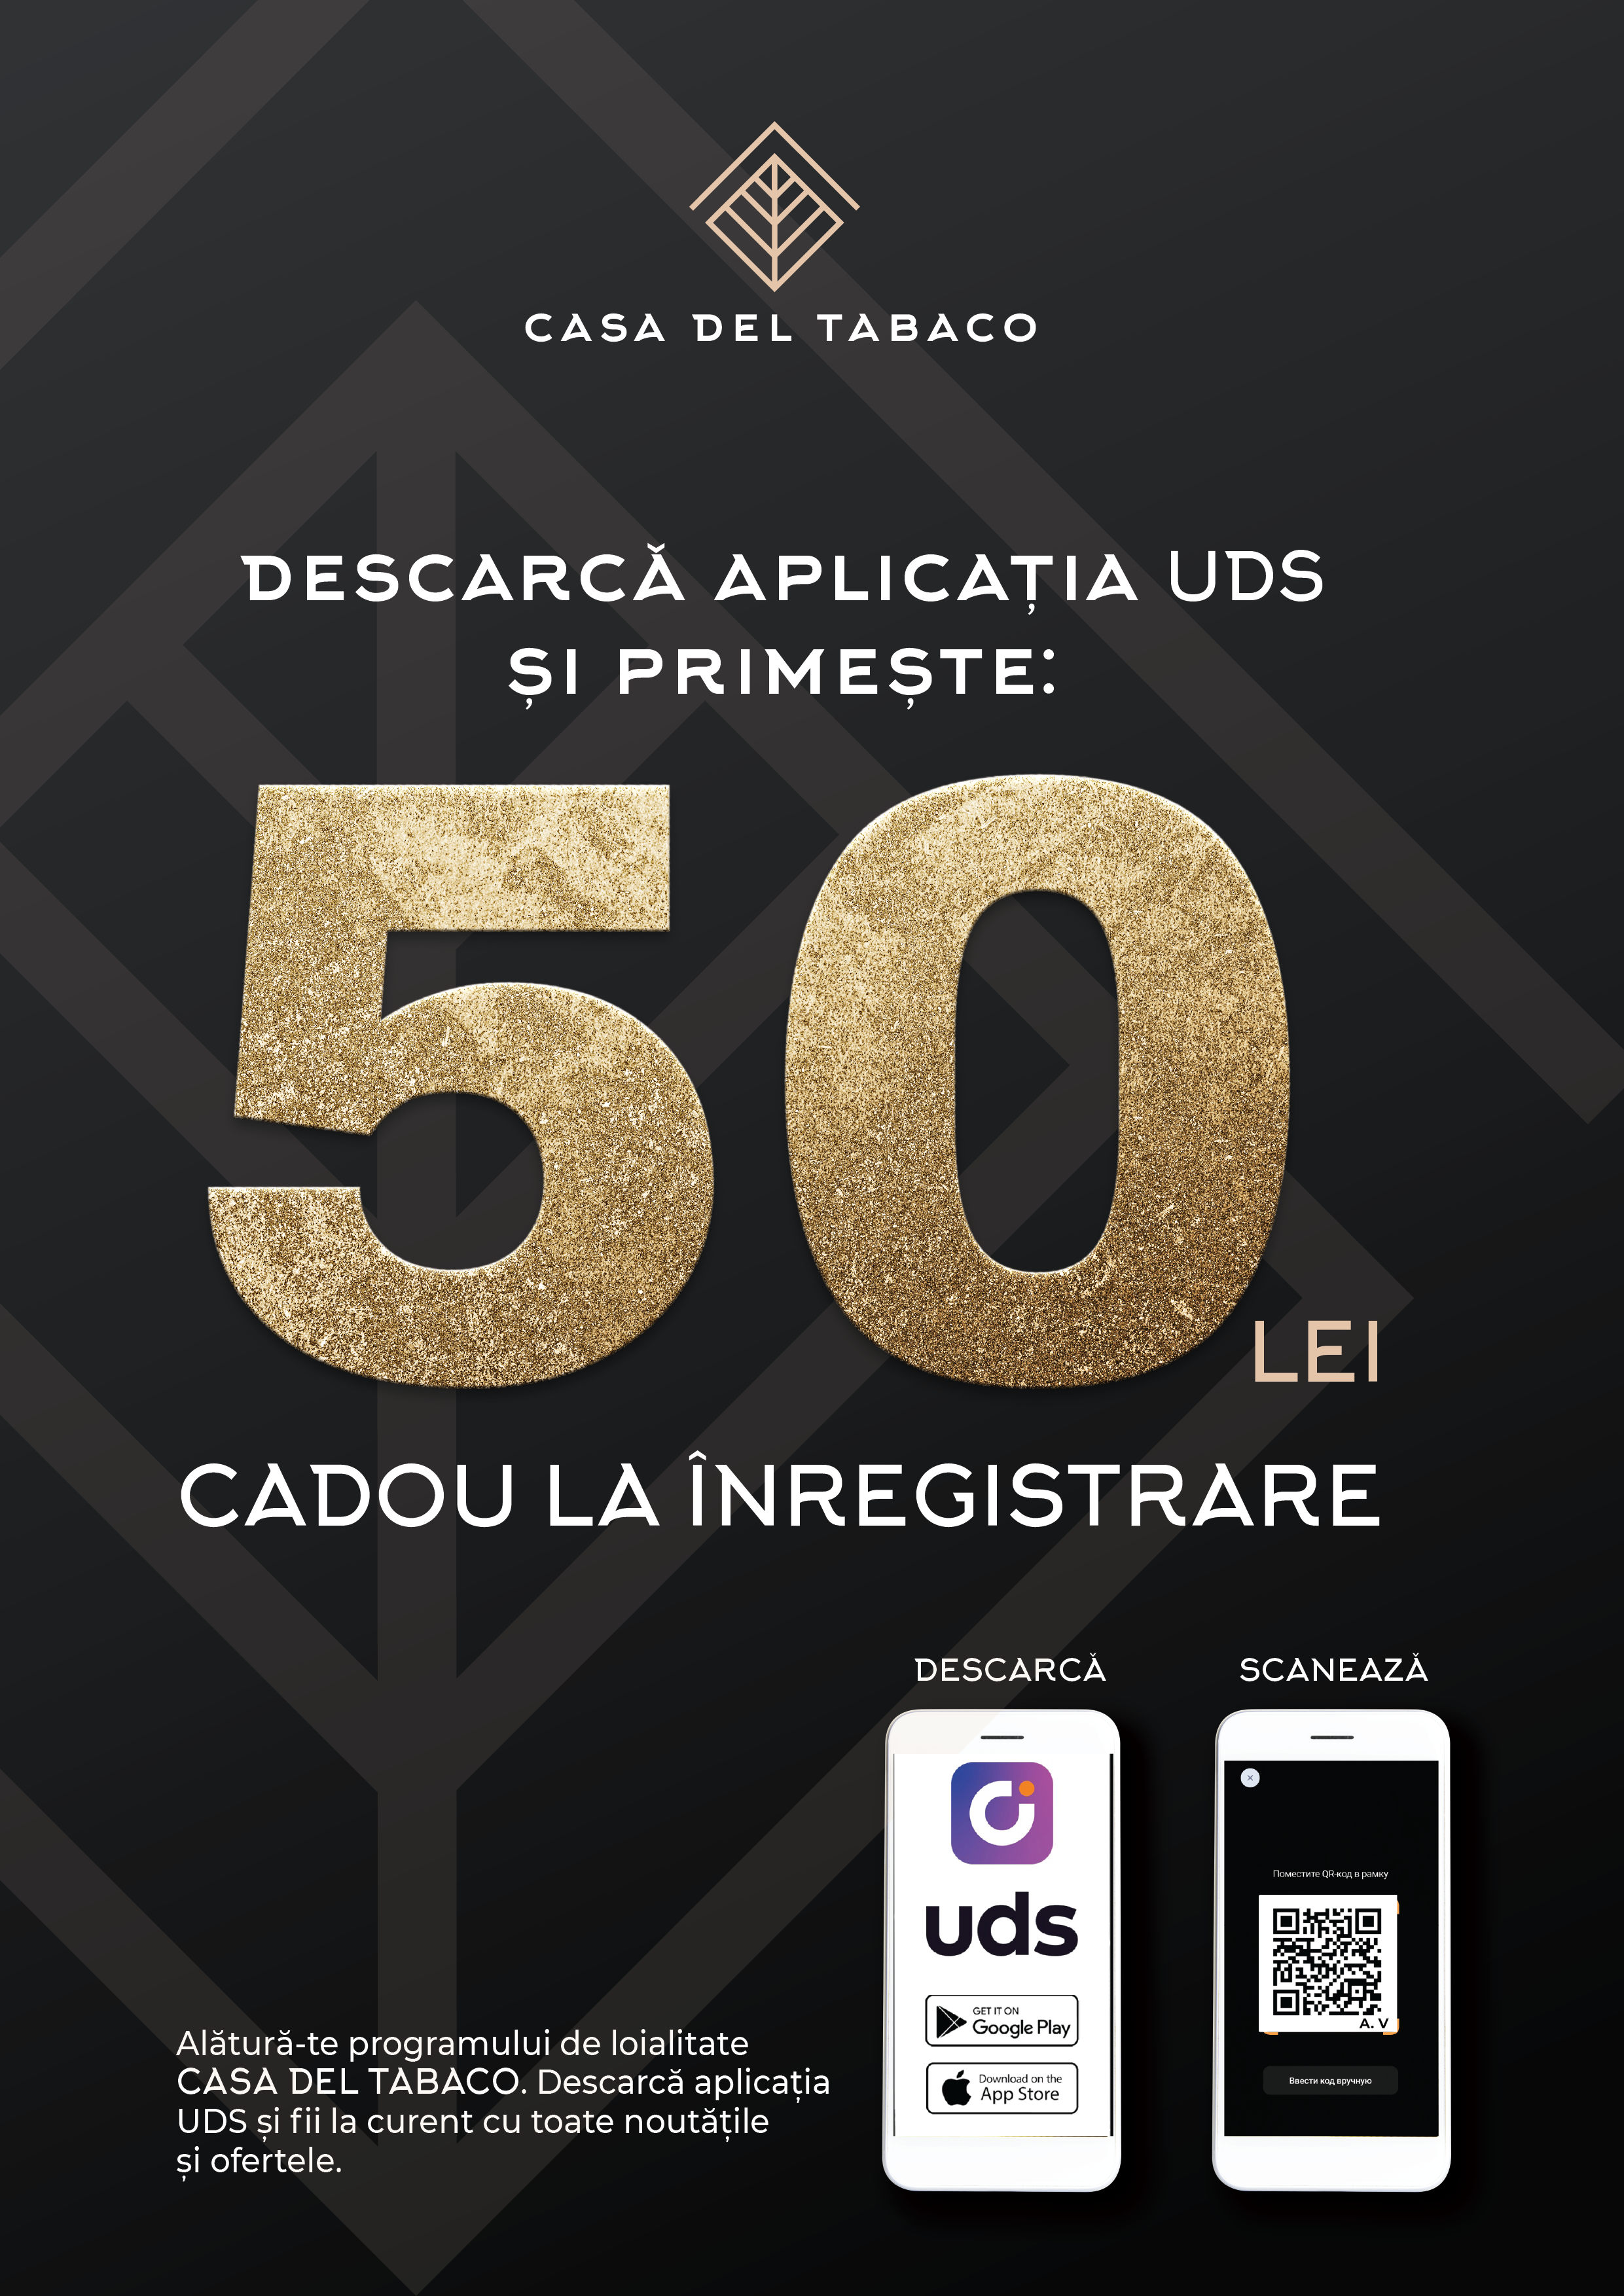 CASA DEL TABACO
DESCARCĂ APLICAȚIA UDS
ȘI PRIMEȘTE:
50
LEI
CADOU LA ÎNREGISTRARE
DESCARCĂ
SCANEAZĂ
uds
GET IT ON
Google Play
Download on the
App Store
Поместите QR-код в рамку
A. V
Ввести код вручную
Alătură-te programului de loialitate
CASA DEL TABACO. Descarcă aplicația
UDS și fii la curent cu toate noutățile
și ofertele.